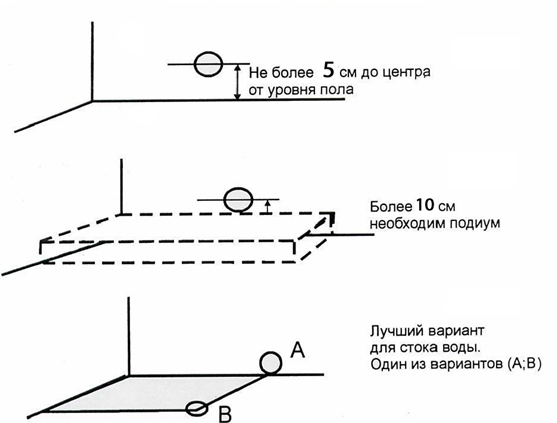 Не более 5 см до центра
от уровня пола
Более 10 см
необходим подиум
Лучший вариант
для стока воды.
Один из вариантов (А;В)
А
В